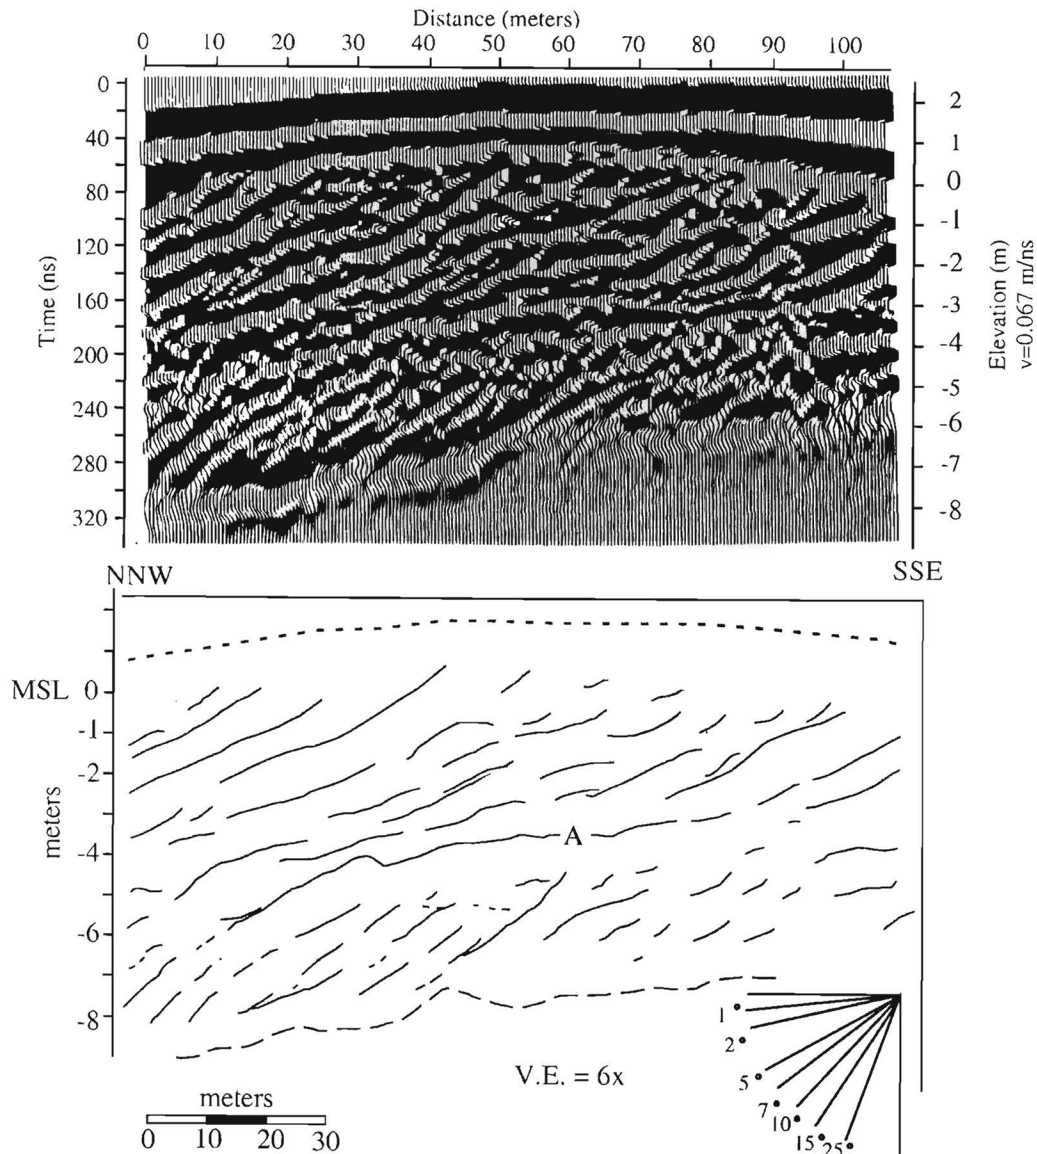 Distance (meters)
0 10 20 30 40 50 60 70 80 90 100
Time (ns)
0
40
80
120
160
200
240
280
320
2
1
0
-1
-2
-3
-4
-5
-6
-7
-8
Elevation (m)
v=0.067 m/ns
NNW SSE
MSL 0
-1
-2
-4
-6
-8
meters
A
V.E. = 6x
1
2
5
7
10
15
25
meters
0 10 20 30